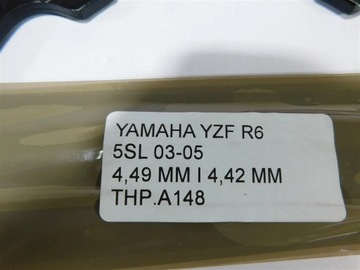 YAMAHA YZF R6
5SL 03-05
4,49 MM I 4,42 MM
THP.A148